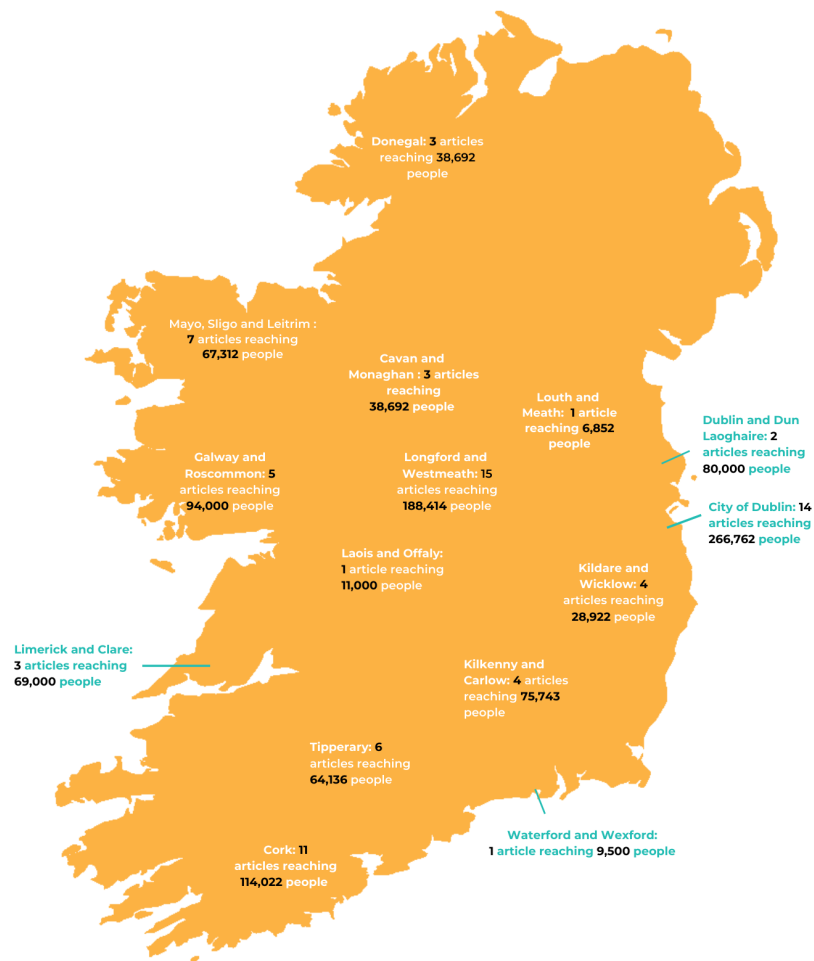 Donegal: 3 articles
reaching 38,692
people
Mayo, Sligo and Leitrim :
7 articles reaching
67,312 people
Cavan and
Monaghan : 3 articles
reaching
38,692 people
Louth and
Meath: 1 article
reaching 6,852
people
Dublin and Dun
Laoghaire: 2
articles reaching
80,000 people
Galway and
Roscommon: 5
articles reaching
94,000 people
Longford and
Westmeath: 15
articles reaching
188,414 people
City of Dublin: 14
articles reaching
266,762 people
Laois and Offaly:
1 article reaching
11,000 people
Kildare and
Wicklow: 4
articles reaching
28,922 people
Limerick and Clare:
3 articles reaching
69,000 people
Kilkenny and
Carlow: 4 articles
reaching 75,743
people
Tipperary: 6
articles reaching
64,136 people
Waterford and Wexford:
1 article reaching 9,500 people
Cork: 11
articles reaching
114,022 people